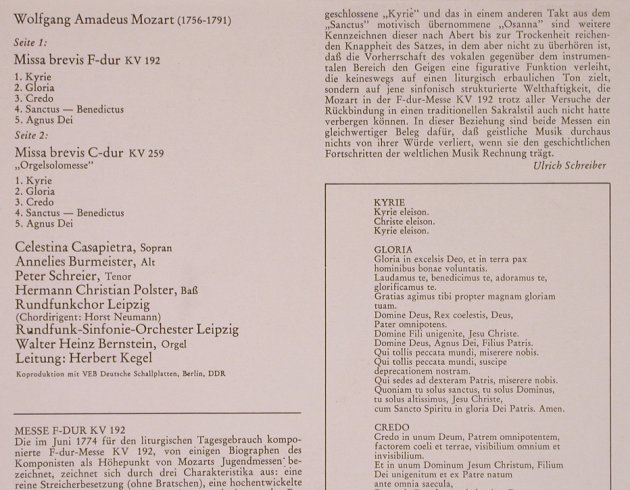 Wolfgang Amadeus Mozart (1756-1791)
Seite 1:
Missa brevis F-dur KV 192
1. Kyrie
2. Gloria
3. Credo
4. Sanctus — Benedictus
5. Agnus Dei
Seite 2:
Missa brevis C-dur KV 259
„Orgelsolomesse"
1. Kyrie
2. Gloria
3. Credo
4. Sanctus — Benedictus
5. Agnus Dei
Celestina Casapietra, Sopran
Annelies Burmeister, Alt
Peter Schreier, Tenor
Hermann Christian Polster, Baß
Rundfunkchor Leipzig
(Chordirigent: Horst Neumann)
Rundfunk-Sinfonie-Orchester Leipzig
Walter Heinz Bernstein, Orgel
Leitung: Herbert Kegel
Koproduktion mit VEB Deutsche Schallplatten, Berlin, DDR
MESSE F-DUR KV 192
Die im Juni 1774 für den liturgischen Tagesgebrauch kompo-
nierte F-dur-Messe KV 192, von einigen Biographen des
Komponisten als Höhepunkt von Mozarts Jugendmessen be-
zeichnet, zeichnet sich durch drei Charakteristika aus: eine
reine Streicherbesetzung (ohne Bratschen), eine hochentwickelte
geschlossene „Kyrie" und das in einem anderen Takt aus dem
„Sanctus" motivisch übernommene „Osanna" sind weitere
Kennzeichen dieser nach Abert bis zur Trockenheit reichen-
den Knappheit des Satzes, in dem aber nicht zu überhören ist,
daß die Vorherrschaft des vokalen gegenüber dem instrumen-
talen Bereich den Geigen eine figurative Funktion verleiht,
die keineswegs auf einen liturgisch erbaulichen Ton zielt,
sondern auf jene sinfonisch strukturierte Welthaftigkeit, die
Mozart in der F-dur-Messe KV 192 trotz aller Versuche der
Rückbindung in einen traditionellen Sakralstil auch nicht hatte
verbergen können. In dieser Beziehung sind beide Messen ein
gleichwertiger Beleg dafür, daß geistliche Musik durchaus
nichts von ihrer Würde verliert, wenn sie den geschichtlichen
Fortschritten der weltlichen Musik Rechnung trägt.
Ulrich Schreiber
KYRIE
Kyrie eleison.
Christe eleison.
Kyrie eleison.
GLORIA
Gloria in excelsis Deo, et in terra pax
hominibus bonae voluntatis.
Laudamus te, benedicimus te, adoramus te,
glorificamus te.
Gratias agimus tibi propter magnam gloriam
tuam.
Domine Deus, Rex coelestis, Deus,
Pater omnipotens.
Domine Fili unigenite, Jesu Christe.
Domine Deus, Agnus Dei, Filius Patris.
Qui tollis peccata mundi, miserere nobis.
Qui tollis peccata mundi, suscipe
deprecationem nostram.
Qui sedes ad dexteram Patris, miserere nobis.
Quoniam tu solus sanctus, tu solus Dominus,
tu solus altissimus, Jesu Christe,
cum Sancto Spiritu in gloria Dei Patris. Amen.
CREDO
Credo in unum Deum, Patrem omnipotentem,
factorem coeli et terrae, visibilium omnium et
invisibilium.
Et in unum Dominum Jesum Christum, Filium
Dei unigenitum et ex Patre natum
ante omnia saecula,